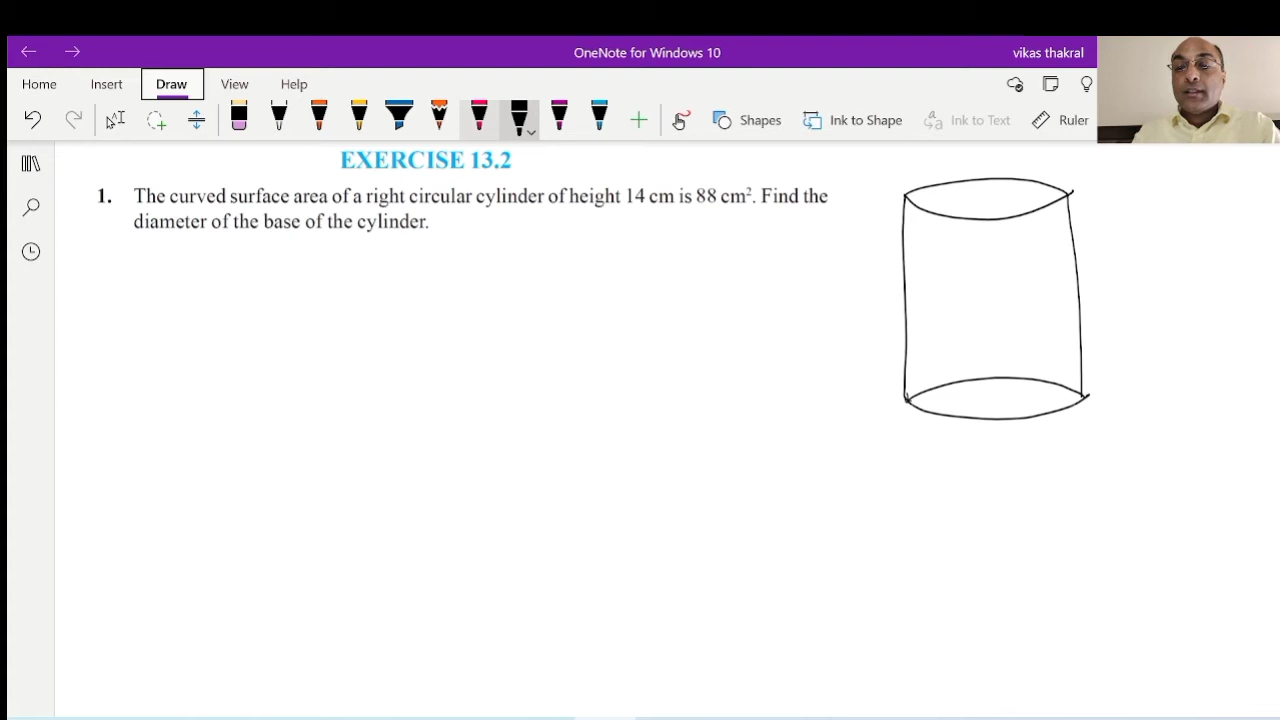 OneNote for Windows 10
vikas thakral
Home Insert Draw View Help
Shapes Ink to Shape Ink to Text Ruler
EXERCISE 13.2
1. The curved surface area of a right circular cylinder of height 14 cm is 88 cm². Find the
diameter of the base of the cylinder.